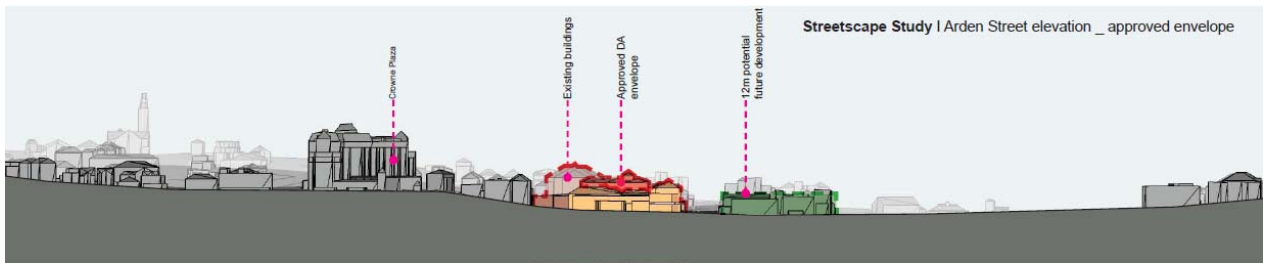 Streetscape Study I Arden Street elevation _ approved envelope
Crowne Plaza
Existing buildings
Approved DA
envelope
12m potential
future development